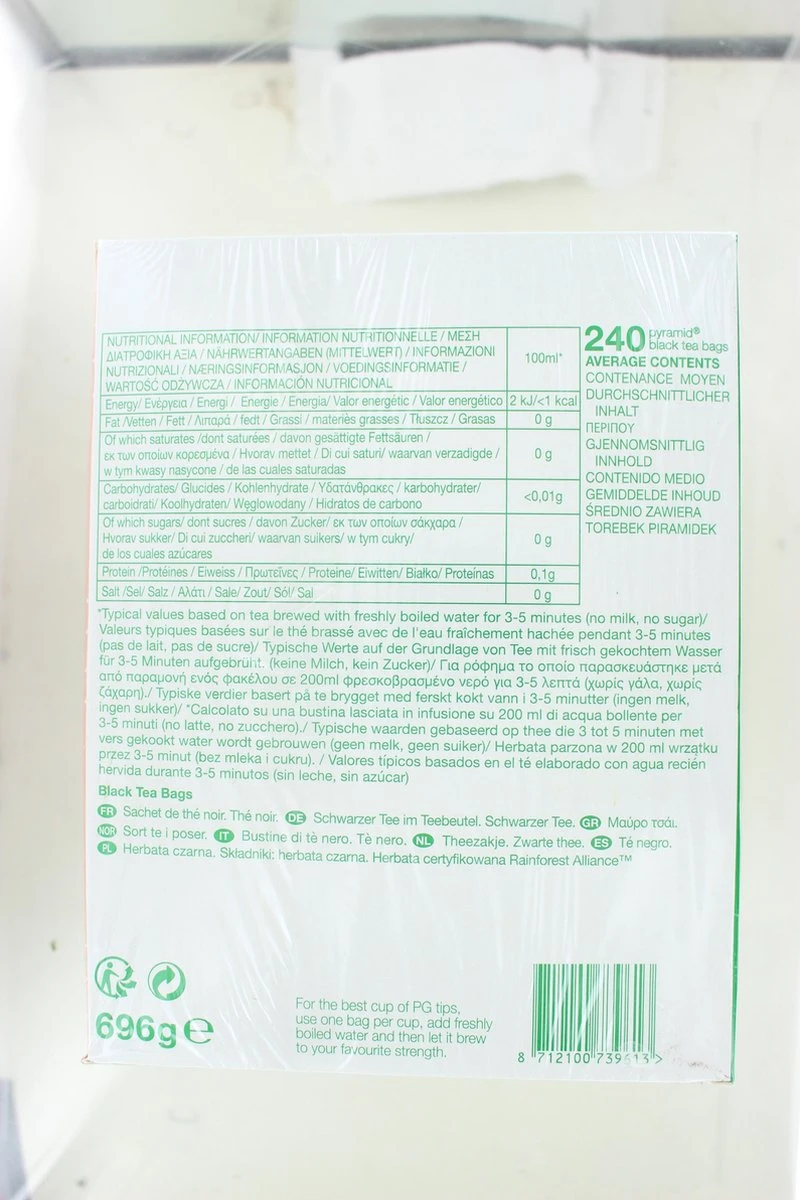 NUTRITIONAL INFORMATION/ INFORMATION NUTRITIONNELLE / ΜΕΣΗ
ΔΙΑΤΡΟΦΙΚΗ ΑΞΙΑ / NÄHRWERTANGABEN (MITTELWERT) / INFORMAZIONI
NUTRIZIONALI / NÆRINGSINFORMASJON / VOEDINGSINFORMATIE /
WARTOŚĆ ODŻYWCZA / INFORMACIÓN NUTRICIONAL
100ml*
Energy/ Ενέργεια / Energi / Energie / Energia/ Valor energétic / Valor energético 2 kJ/<1 kcal
Fat /Vetten / Fett / Λιπαρά / fedt / Grassi / materiès grasses / Tłuszcz / Grasas 0 g
Of which saturates /dont saturées / davon gesättigte Fettsäuren /
εκ των οποίων κορεσμένα / Hvorav mettet / Di cui saturi/ waarvan verzadigde /
w tym kwasy nasycone / de las cuales saturadas
0 g
Carbohydrates/ Glucides / Kohlenhydrate / Υδατάνθρακες / karbohydrater/
carboidrati/ Koolhydraten/ Węglowodany / Hidratos de carbono
<0,01g
Of which sugars/ dont sucres / davon Zucker/ εκ των οποίων σάκχαρα /
Hvorav sukker/ Di cui zuccheri/ waarvan suikers/ w tym cukry/
de los cuales azúcares
0 g
Protein /Protéines / Eiweiss / Πρωτεΐνες / Proteine/ Eiwitten/ Białko/ Proteínas 0,1g
Salt /Sel/ Salz / Αλάτι / Sale/ Zout/ Sól/ Sal 0 g
240 pyramid®
black tea bags
AVERAGE CONTENTS
CONTENANCE MOYEN
DURCHSCHNITTLICHER
INHALT
ΠΕΡΙΠΟΥ
GJENNOMSNITTLIG
INNHOLD
CONTENIDO MEDIO
GEMIDDELDE INHOUD
ŚREDNIO ZAWIERA
TOREBEK PIRAMIDEK
*Typical values based on tea brewed with freshly boiled water for 3-5 minutes (no milk, no sugar)/
Valeurs typiques basées sur le thé brassé avec de l'eau fraîchement hachée pendant 3-5 minutes
(pas de lait, pas de sucre)/ Typische Werte auf der Grundlage von Tee mit frisch gekochtem Wasser
für 3-5 Minuten aufgebrüht. (keine Milch, kein Zucker)/ Για ρόφημα το οποίο παρασκευάστηκε μετά
από παραμονή ενός φακέλου σε 200ml φρεσκοβρασμένο νερό για 3-5 λεπτά (χωρίς γάλα, χωρίς
ζάχαρη)./ Typiske verdier basert på te brygget med ferskt kokt vann i 3-5 minutter (ingen melk,
ingen sukker)/ *Calcolato su una bustina lasciata in infusione su 200 ml di acqua bollente per
3-5 minuti (no latte, no zucchero)./ Typische waarden gebaseerd op thee die 3 tot 5 minuten met
vers gekookt water wordt gebrouwen (geen melk, geen suiker)/ Herbata parzona w 200 ml wrzątku
przez 3-5 minut (bez mleka i cukru). / Valores típicos basados en el té elaborado con agua recién
hervida durante 3-5 minutos (sin leche, sin azúcar)
Black Tea Bags
FR Sachet de thé noir. Thé noir. DE Schwarzer Tee im Teebeutel. Schwarzer Tee. GR Μαύρο τσάι.
NOR Sort te i poser. IT Bustine di tè nero. Tè nero. NL Theezakje. Zwarte thee. ES Té negro.
PL Herbata czarna. Składniki: herbata czarna. Herbata certyfikowana Rainforest Alliance™
696g e
For the best cup of PG tips,
use one bag per cup, add freshly
boiled water and then let it brew
to your favourite strength.
8 712100 739613 >